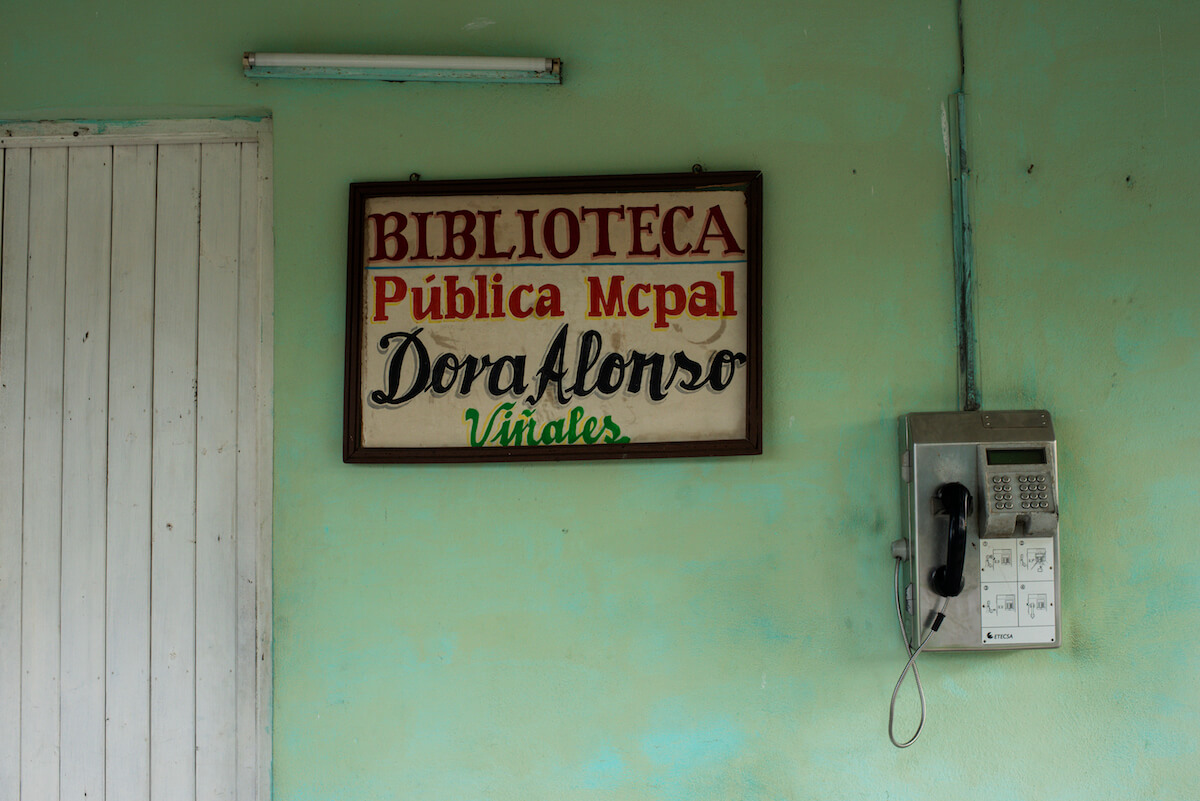 BIBLIOTECA
Pública Mcpal
Dora Alonso
Viñales
ETECSA